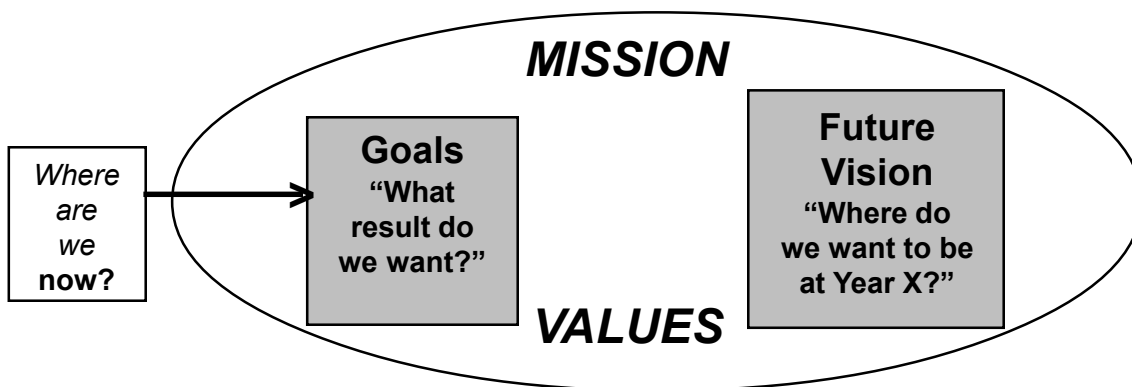 MISSION
Where
are
we
now?
Goals
“What
result do
we want?”
Future
Vision
“Where do
we want to be
at Year X?”
VALUES